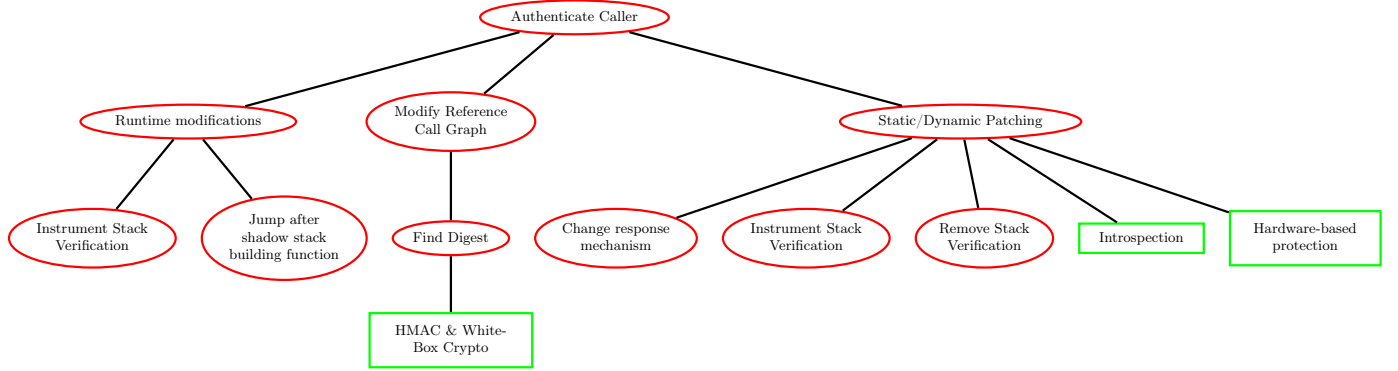 Authenticate Caller
Runtime modifications
Modify Reference
Call Graph
Static/Dynamic Patching
Instrument Stack
Verification
Jump after
shadow stack
building function
Find Digest
Change response
mechanism
Instrument Stack
Verification
Remove Stack
Verification
Introspection
Hardware-based
protection
HMAC & White-
Box Crypto